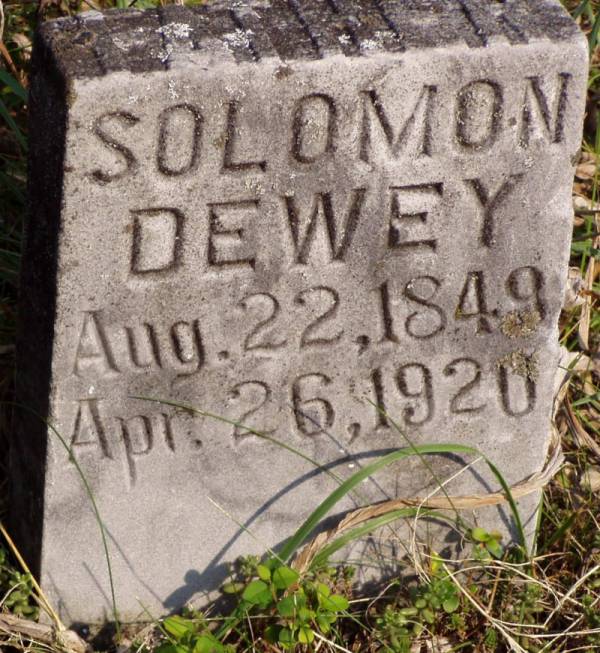 SOLOMON
DEWEY
Aug. 22, 1849
Apr. 26, 1920